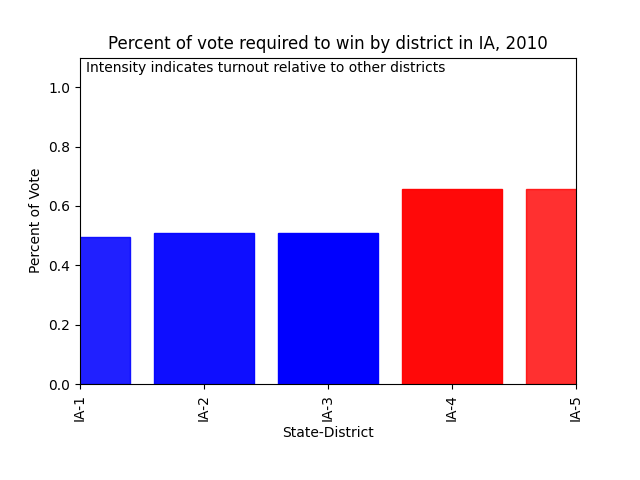 Percent of vote required to win by district in IA, 2010
Intensity indicates turnout relative to other districts
1.0
0.8
0.6
0.4
0.2
0.0
Percent of Vote
IA-1
IA-2
IA-3
IA-4
IA-5
State-District